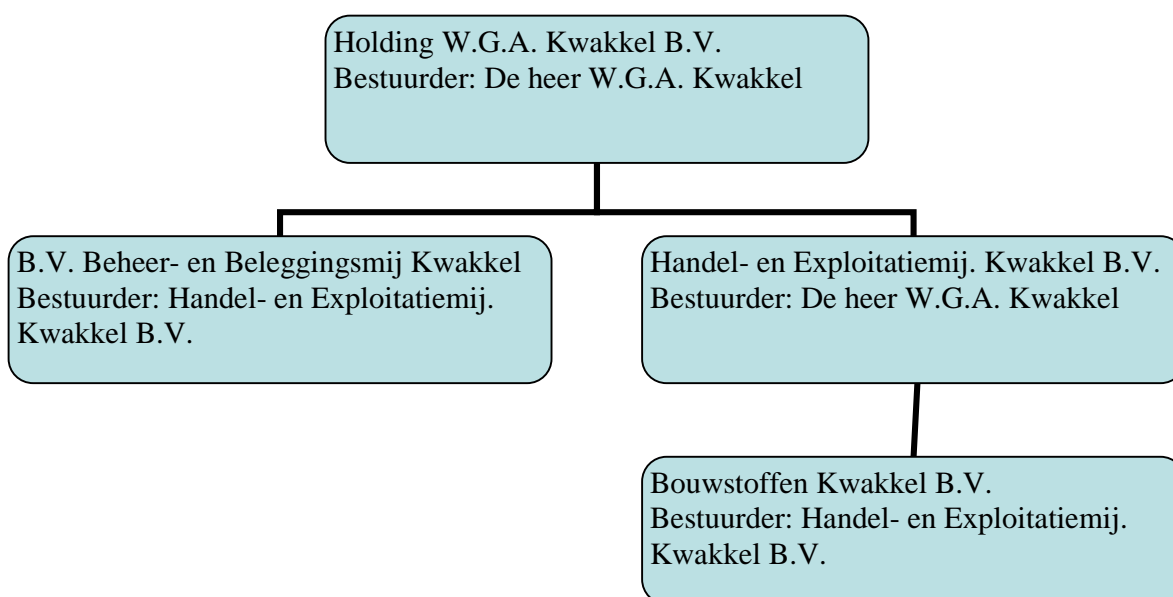 Holding W.G.A. Kwakkel B.V.
Bestuurder: De heer W.G.A. Kwakkel
B.V. Beheer- en Beleggingsmij Kwakkel
Bestuurder: Handel- en Exploitatiemij.
Kwakkel B.V.
Handel- en Exploitatiemij. Kwakkel B.V.
Bestuurder: De heer W.G.A. Kwakkel
Bouwstoffen Kwakkel B.V.
Bestuurder: Handel- en Exploitatiemij.
Kwakkel B.V.